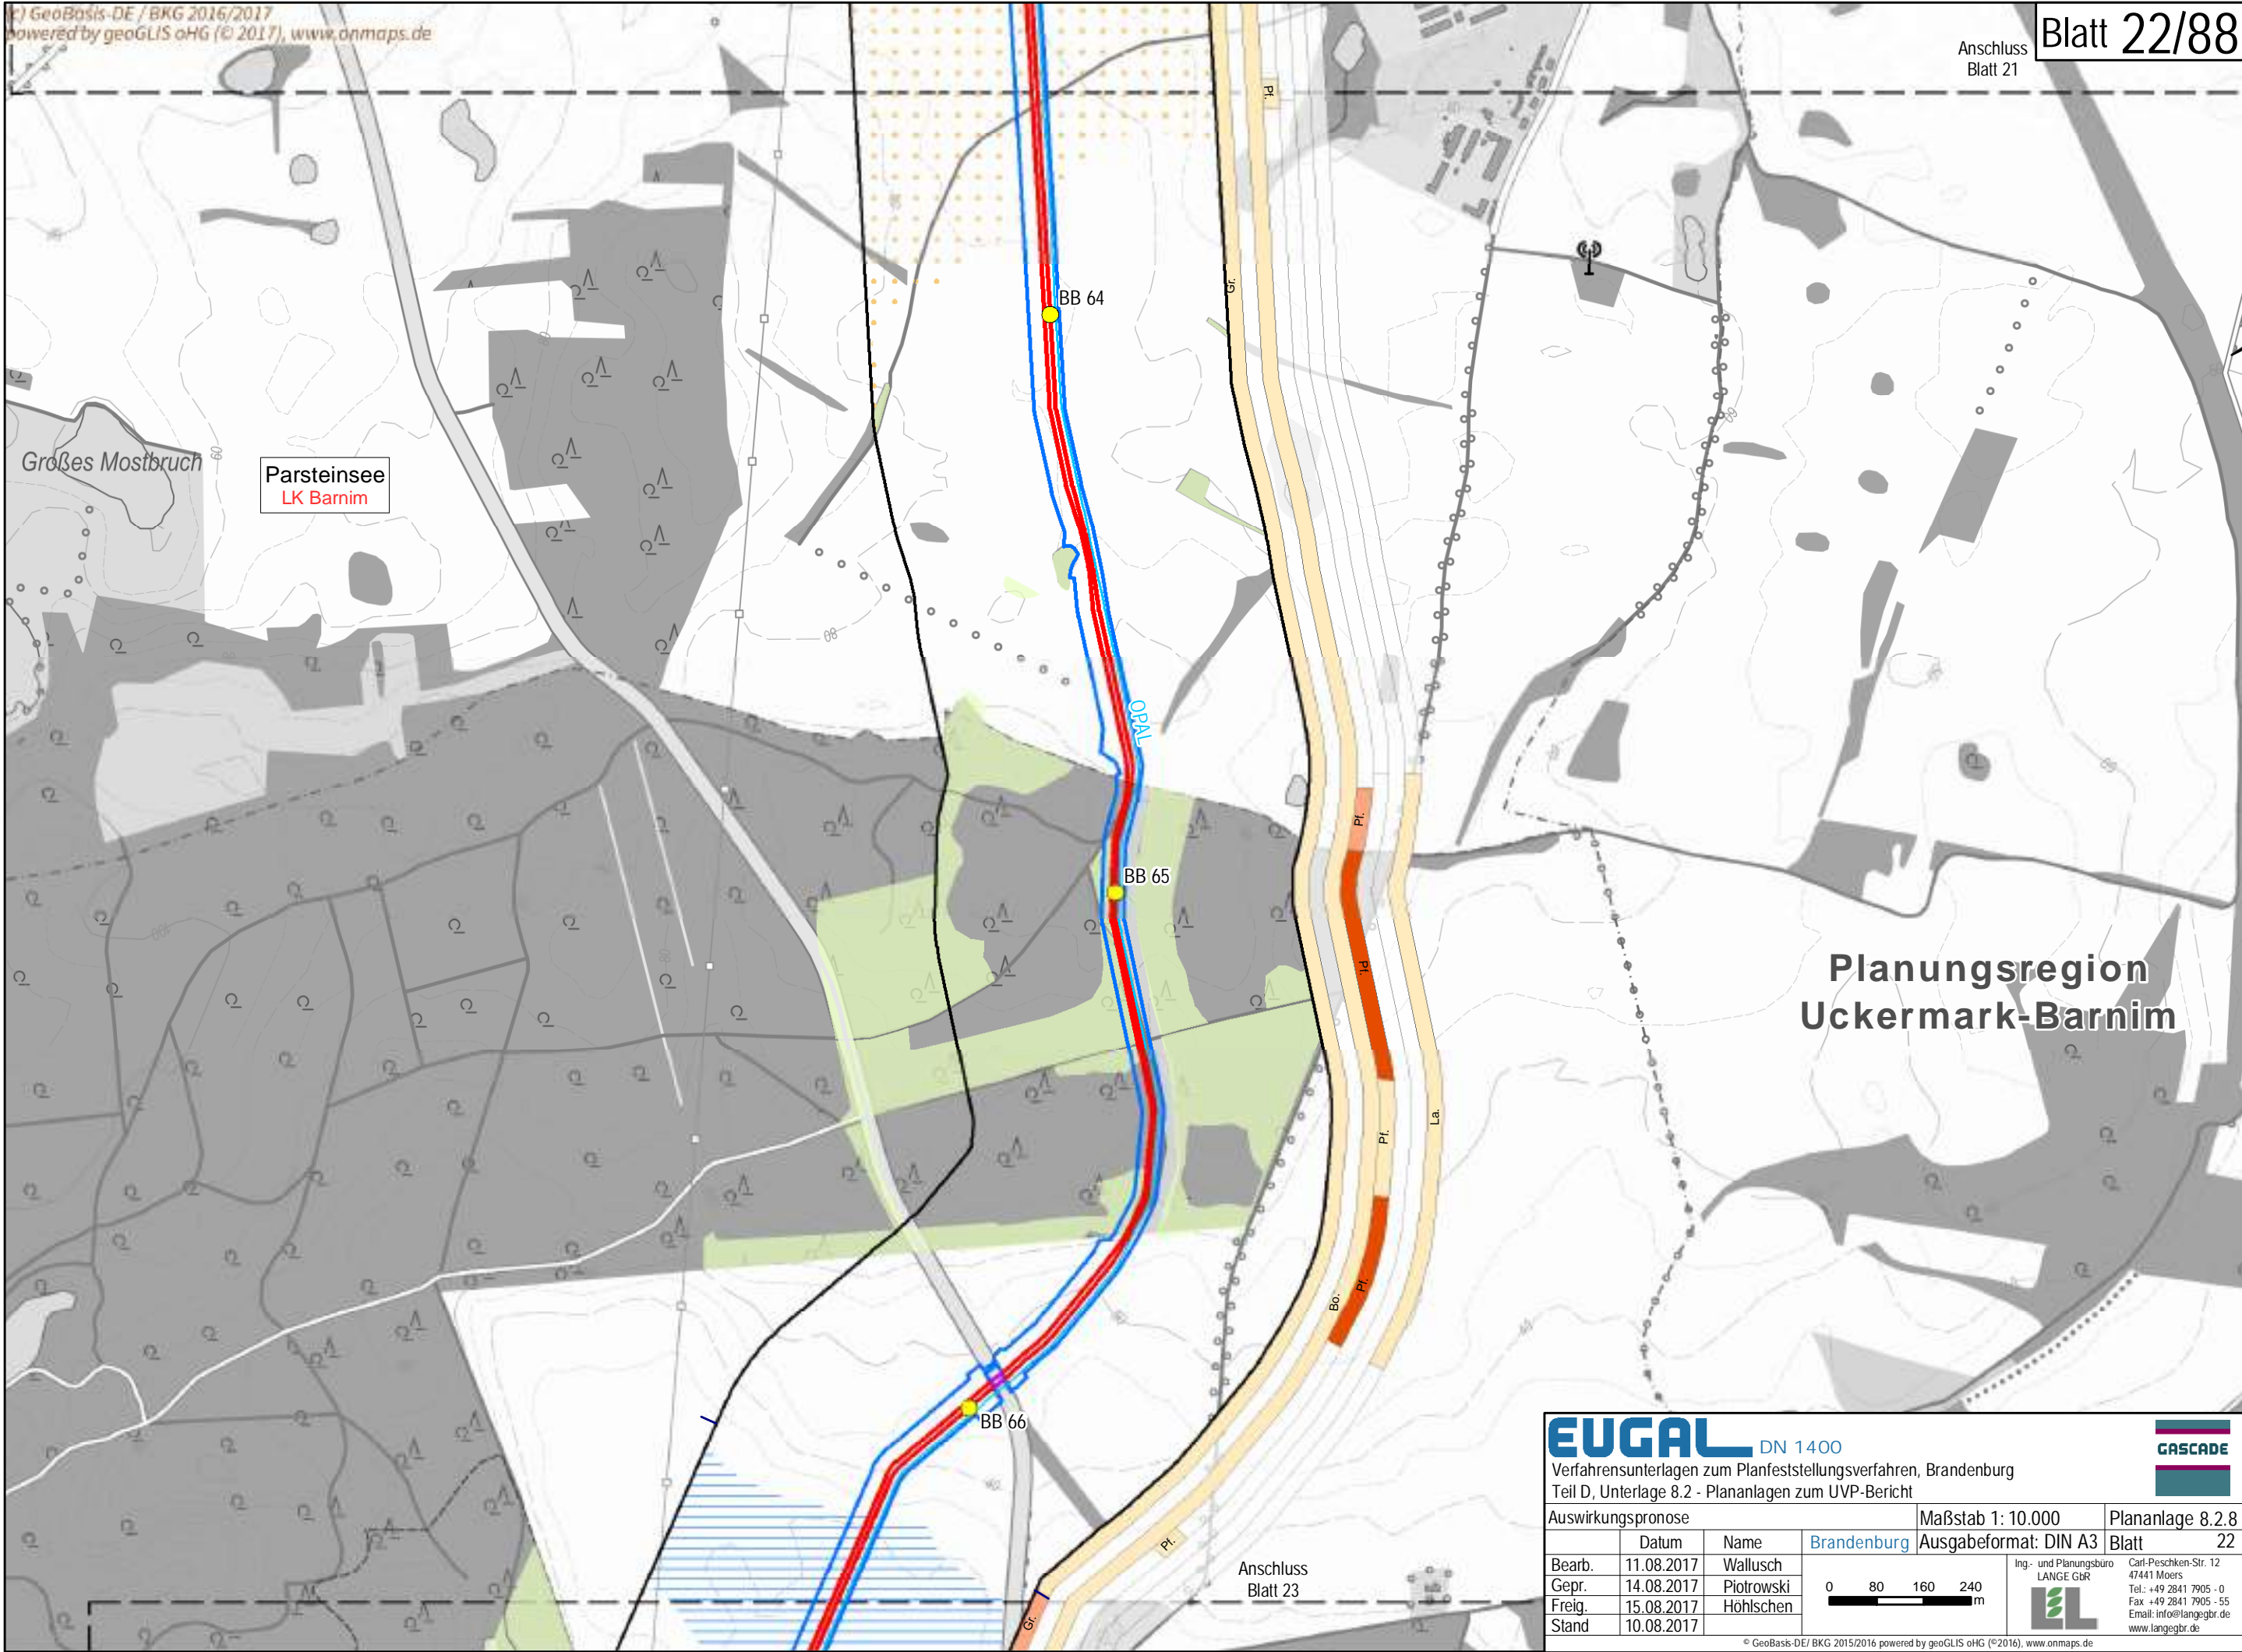 (c) GeoBasis-DE / BKG 2016/2017
powered by geoGLIS oHG (© 2017), www.onmaps.de
Blatt 22/88
Anschluss
Blatt 21
Pf.
Gr.
BB 64
Großes Mostbruch
60
Parsteinsee
LK Barnim
80
OPAL
Pf.
BB 65
Pf.
Planungsregion
Uckermark-Barnim
La.
Pf.
Pf.
Bo.
BB 66
Pf.
Gr.
Anschluss
Blatt 23
EUGAL DN 1400
GASCADE
Verfahrensunterlagen zum Planfeststellungsverfahren, Brandenburg
Teil D, Unterlage 8.2 - Plananlagen zum UVP-Bericht
Auswirkungspronose
Maßstab 1: 10.000
Plananlage 8.2.8
Datum Name
Brandenburg
Ausgabeformat: DIN A3
Blatt 22
Bearb. 11.08.2017 Wallusch
Gepr. 14.08.2017 Piotrowski
Freig. 15.08.2017 Höhlschen
Stand 10.08.2017
0 80 160 240
m
Ing.- und Planungsbüro
LANGE GbR
Carl-Peschken-Str. 12
47441 Moers
Tel.: +49 2841 7905 - 0
Fax +49 2841 7905 - 55
Email: info@langegbr.de
www.langegbr.de
© GeoBasis-DE/ BKG 2015/2016 powered by geoGLIS oHG (©2016), www.onmaps.de